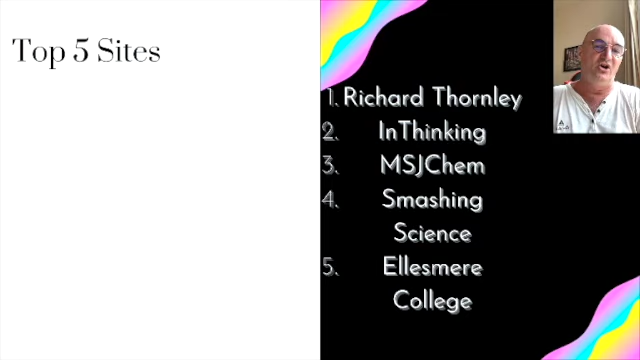 Top 5 Sites
1. Richard Thornley
2. InThinking
3. MSJChem
4. Smashing
Science
5. Ellesmere
College